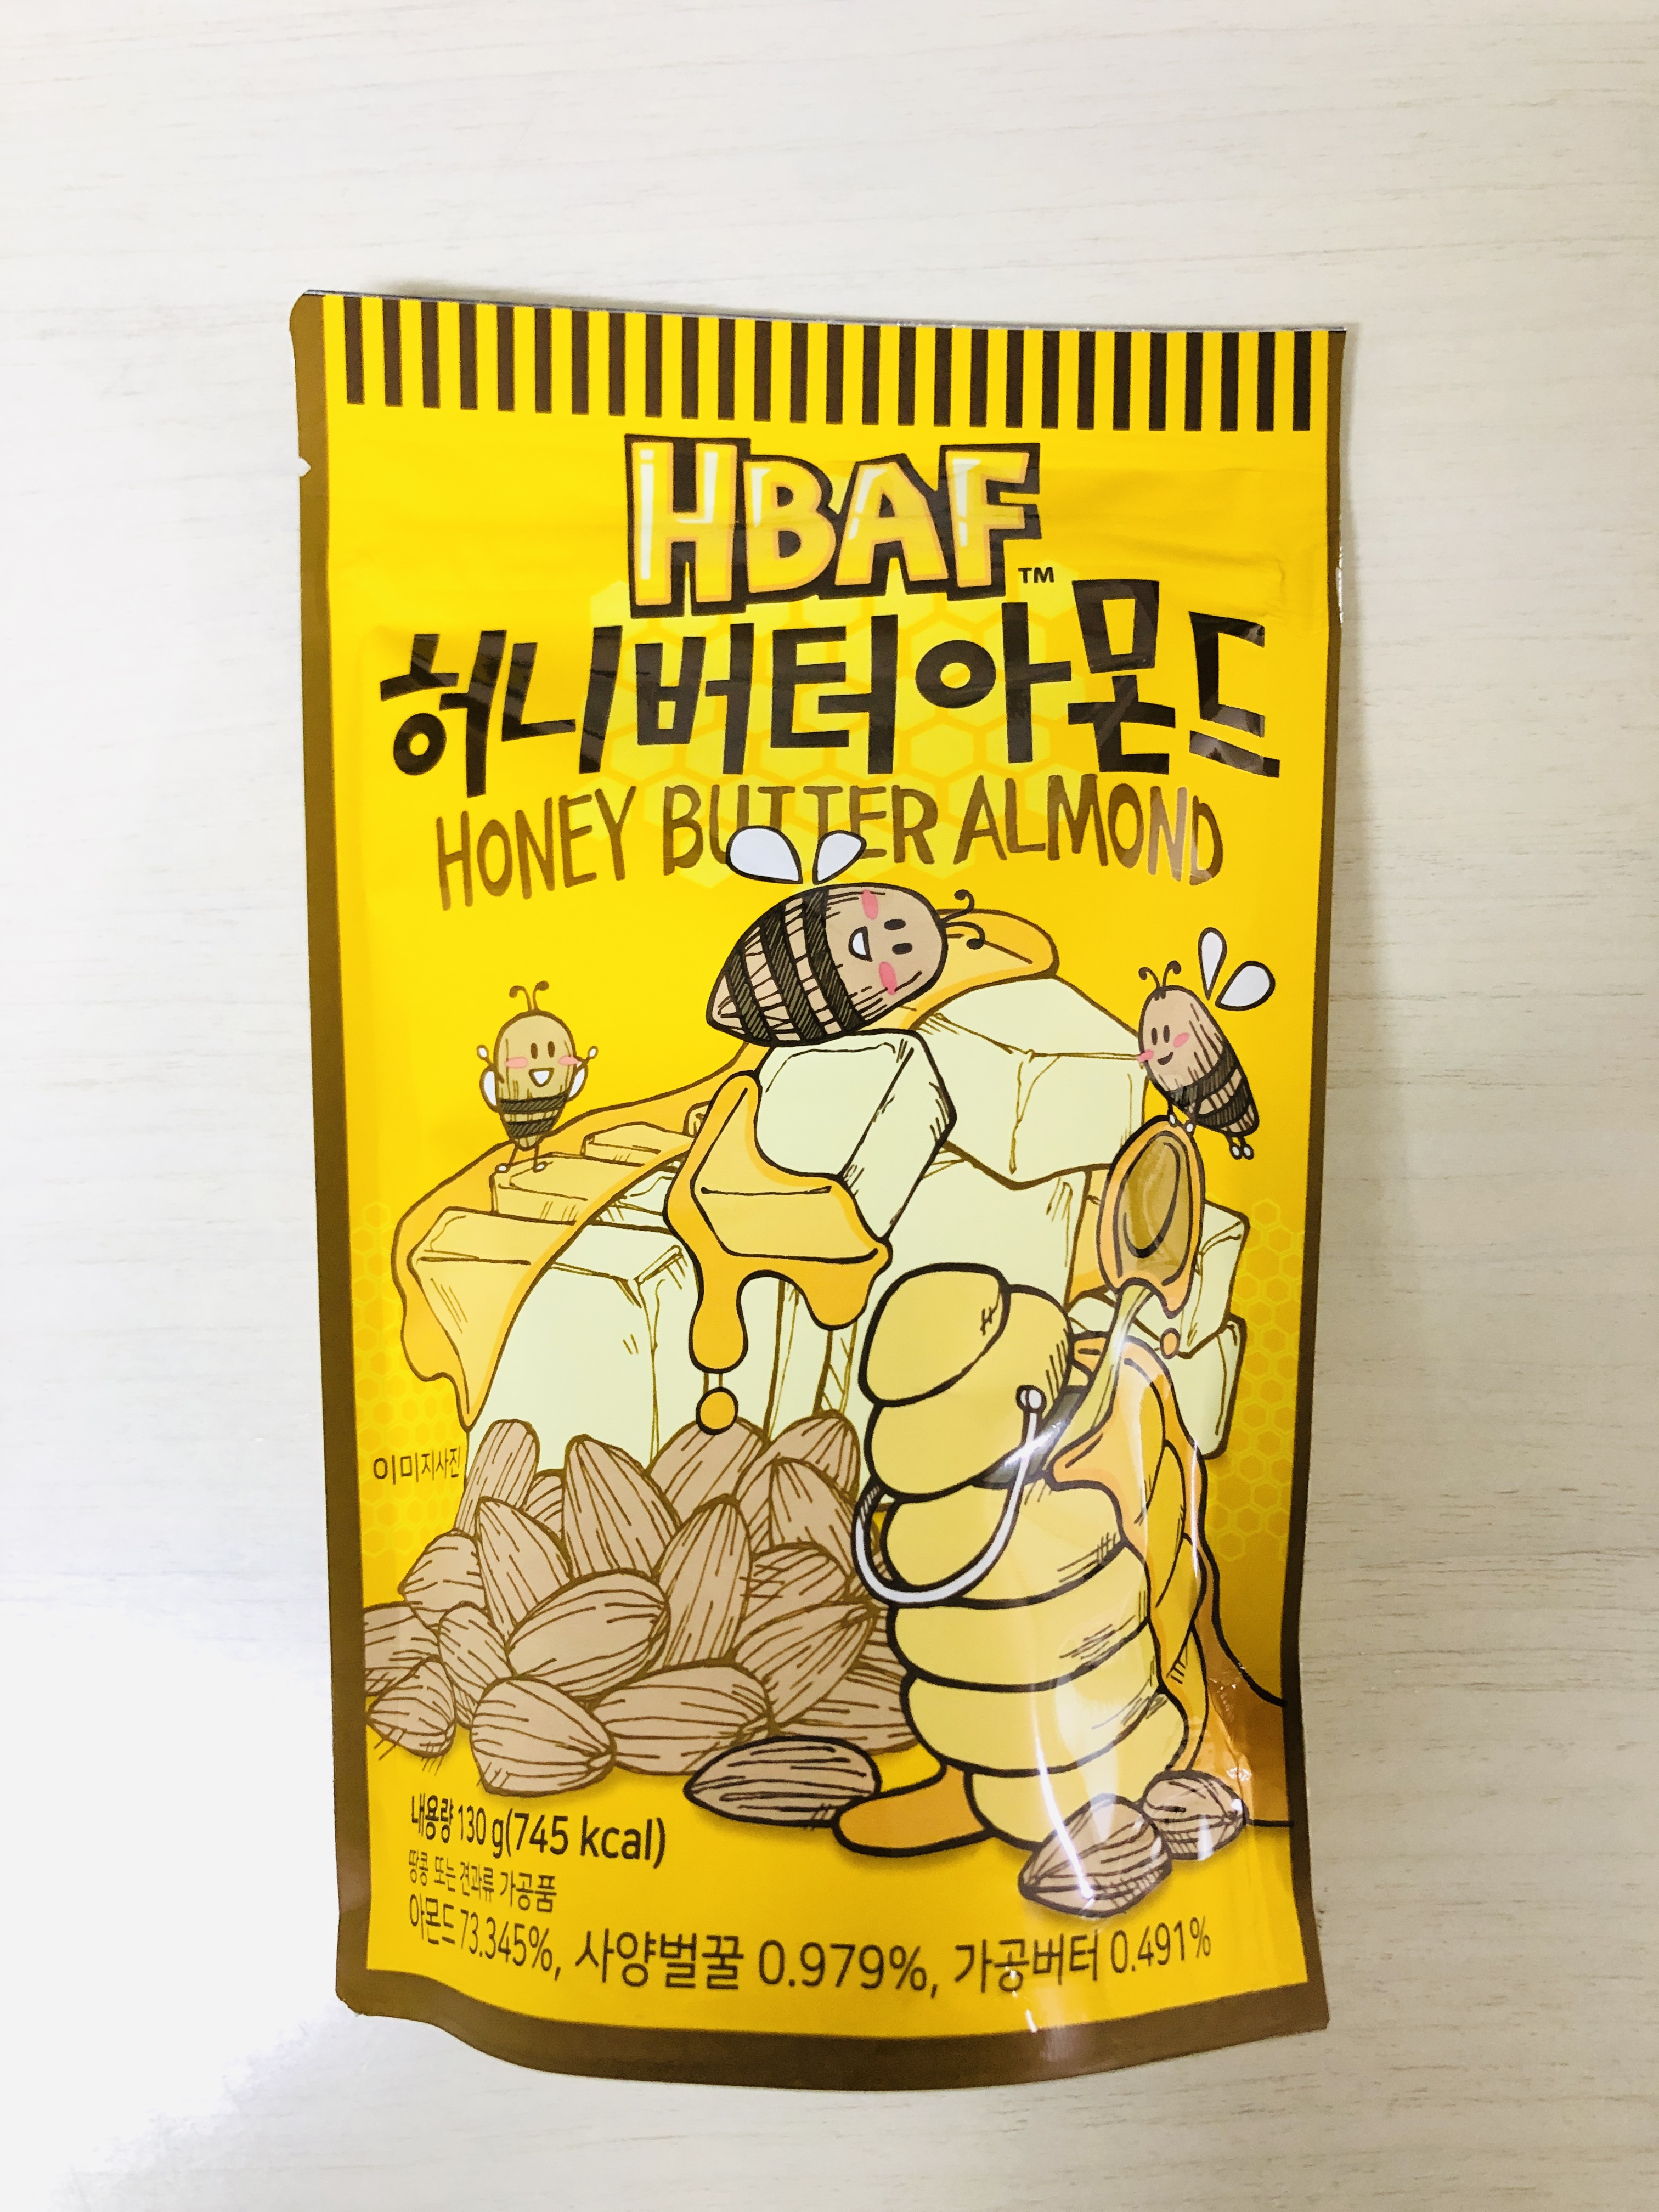 HBAF™
허니버터아몬드
HONEY BUTTER ALMOND
이미지사진
내용량 130 g(745 kcal)
땅콩 또는 견과류 가공품
아몬드 73.345%, 사양벌꿀 0.979%, 가공버터 0.491%